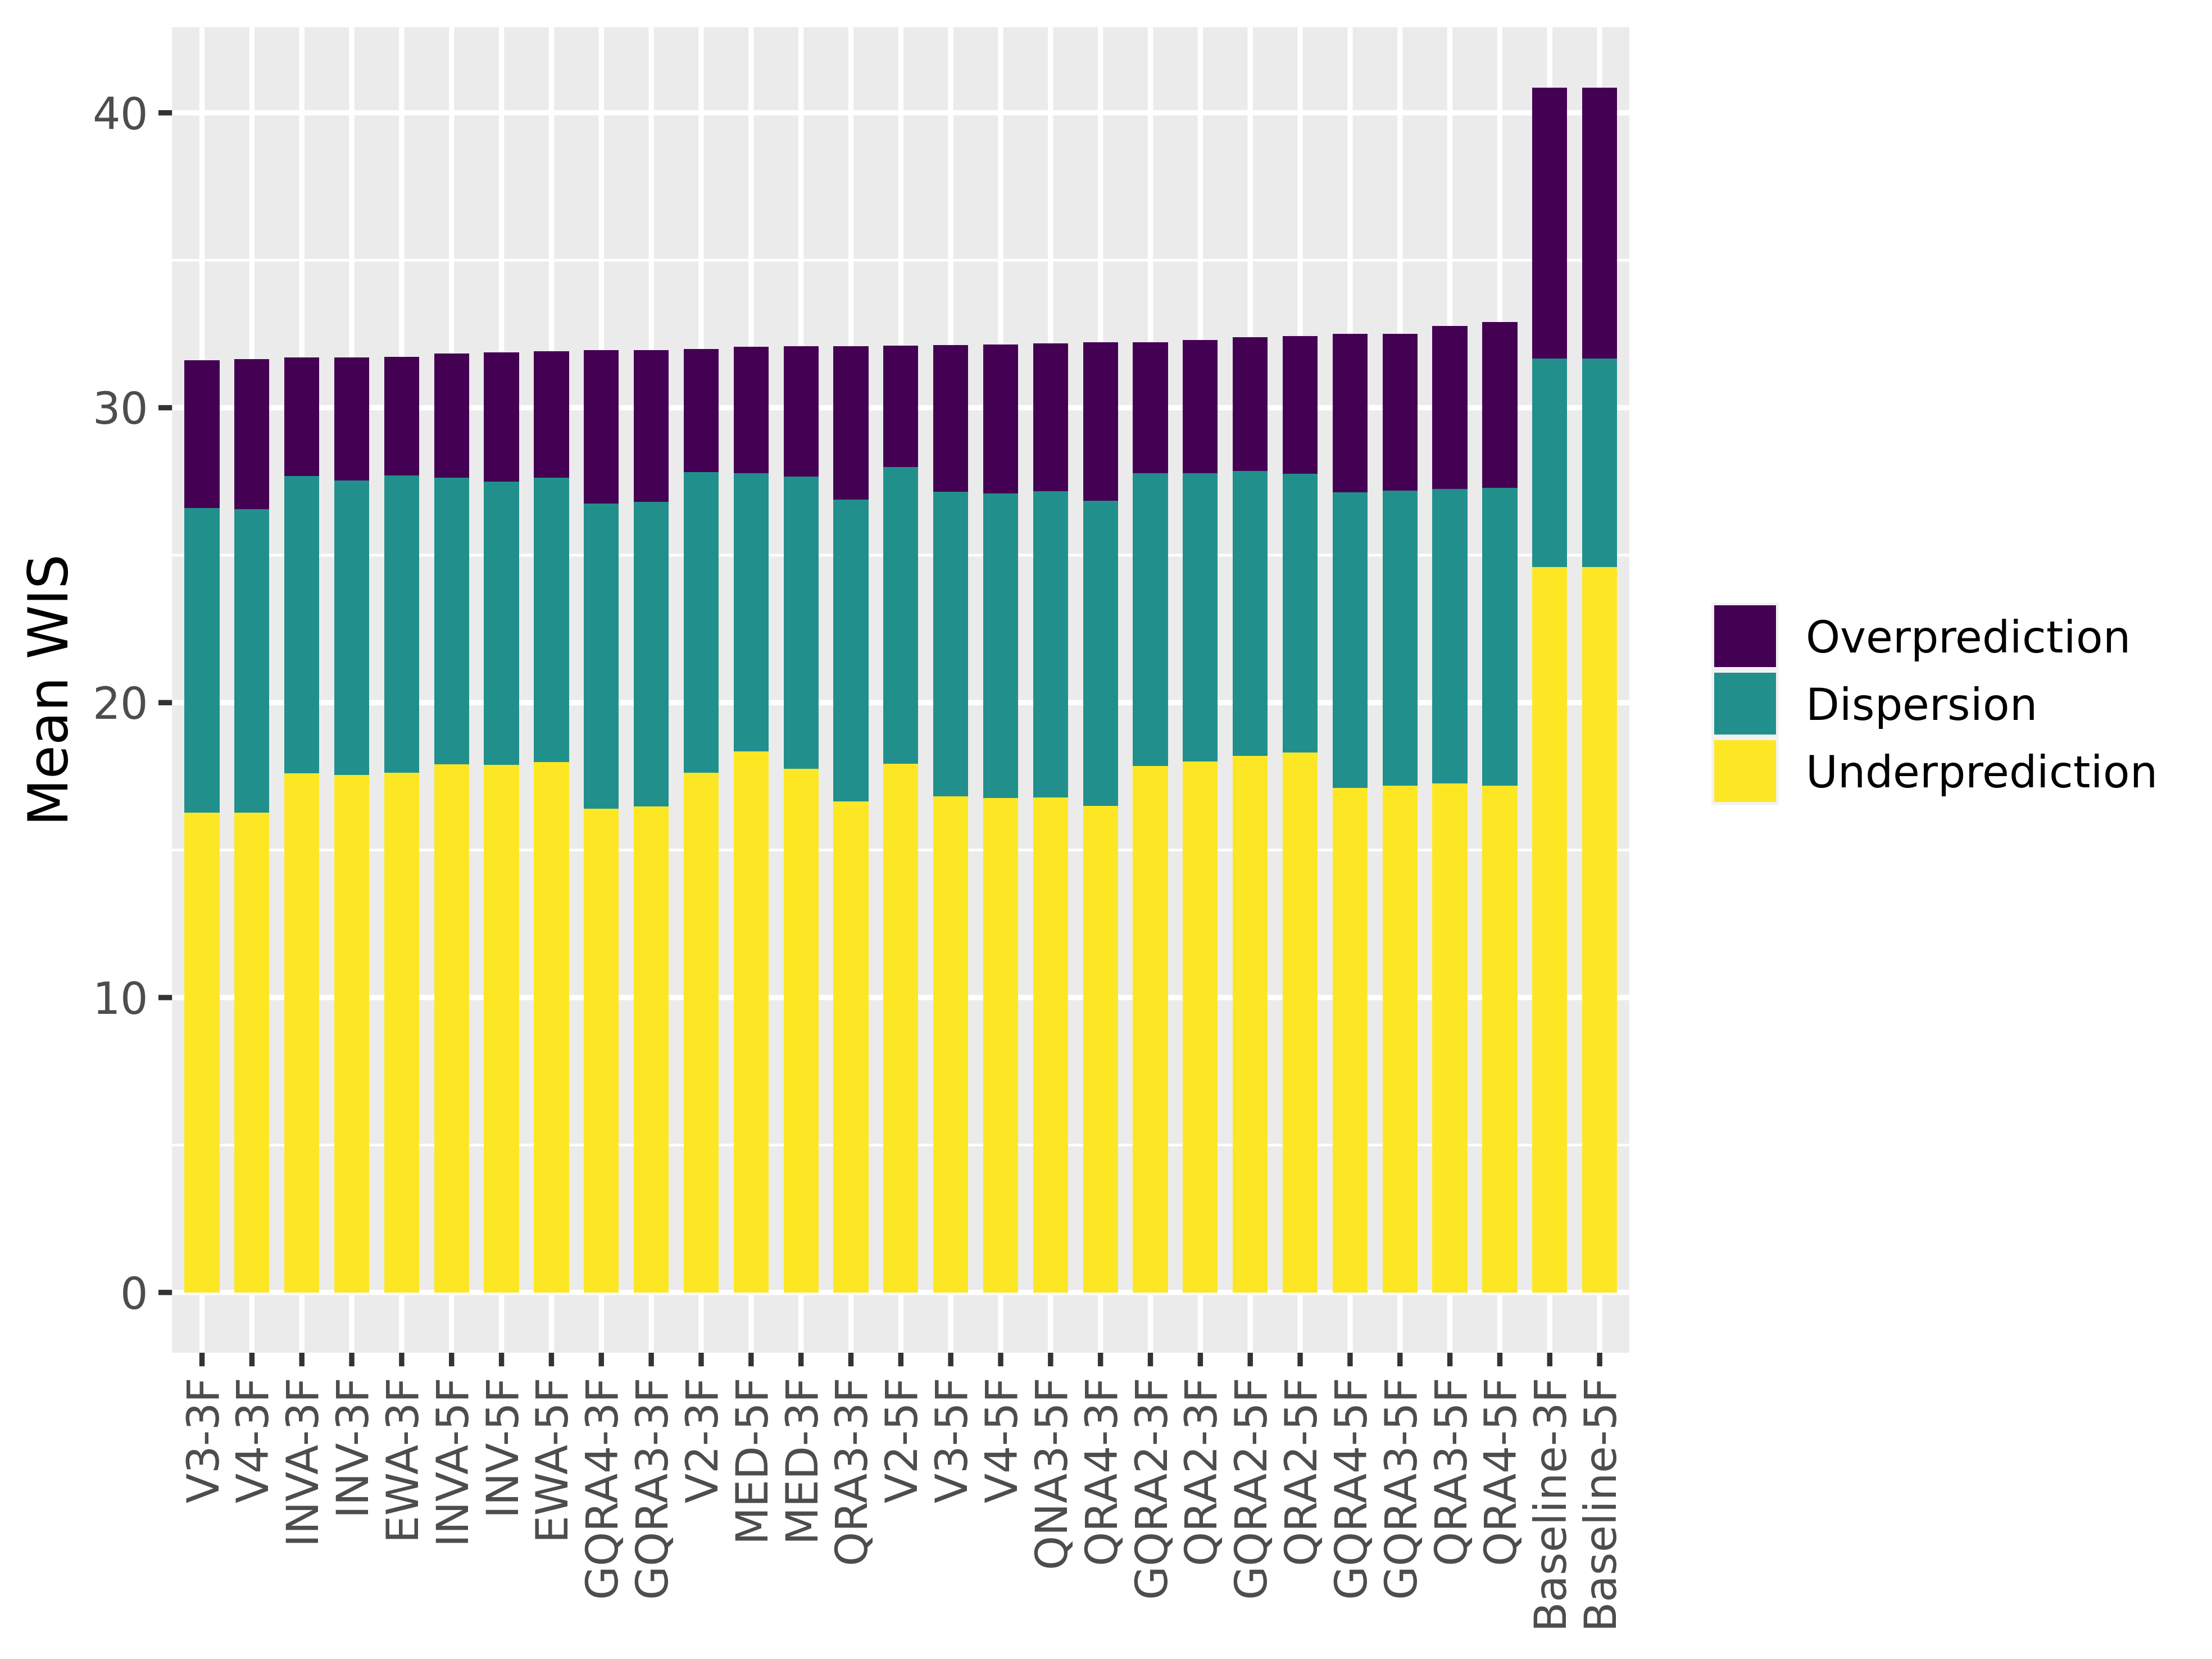 Mean WIS
40
30
20
10
0
V3-3F
V4-3F
INVA-3F
INV-3F
EWA-3F
INVA-5F
INV-5F
EWA-5F
GQRA4-3F
GQRA3-3F
V2-3F
MED-5F
MED-3F
QRA3-3F
V2-5F
V3-5F
V4-5F
QNA3-5F
QRA4-3F
GQRA2-3F
QRA2-3F
GQRA2-5F
QRA2-5F
GQRA4-5F
GQRA3-5F
QRA3-5F
QRA4-5F
Baseline-3F
Baseline-5F
Overprediction
Dispersion
Underprediction